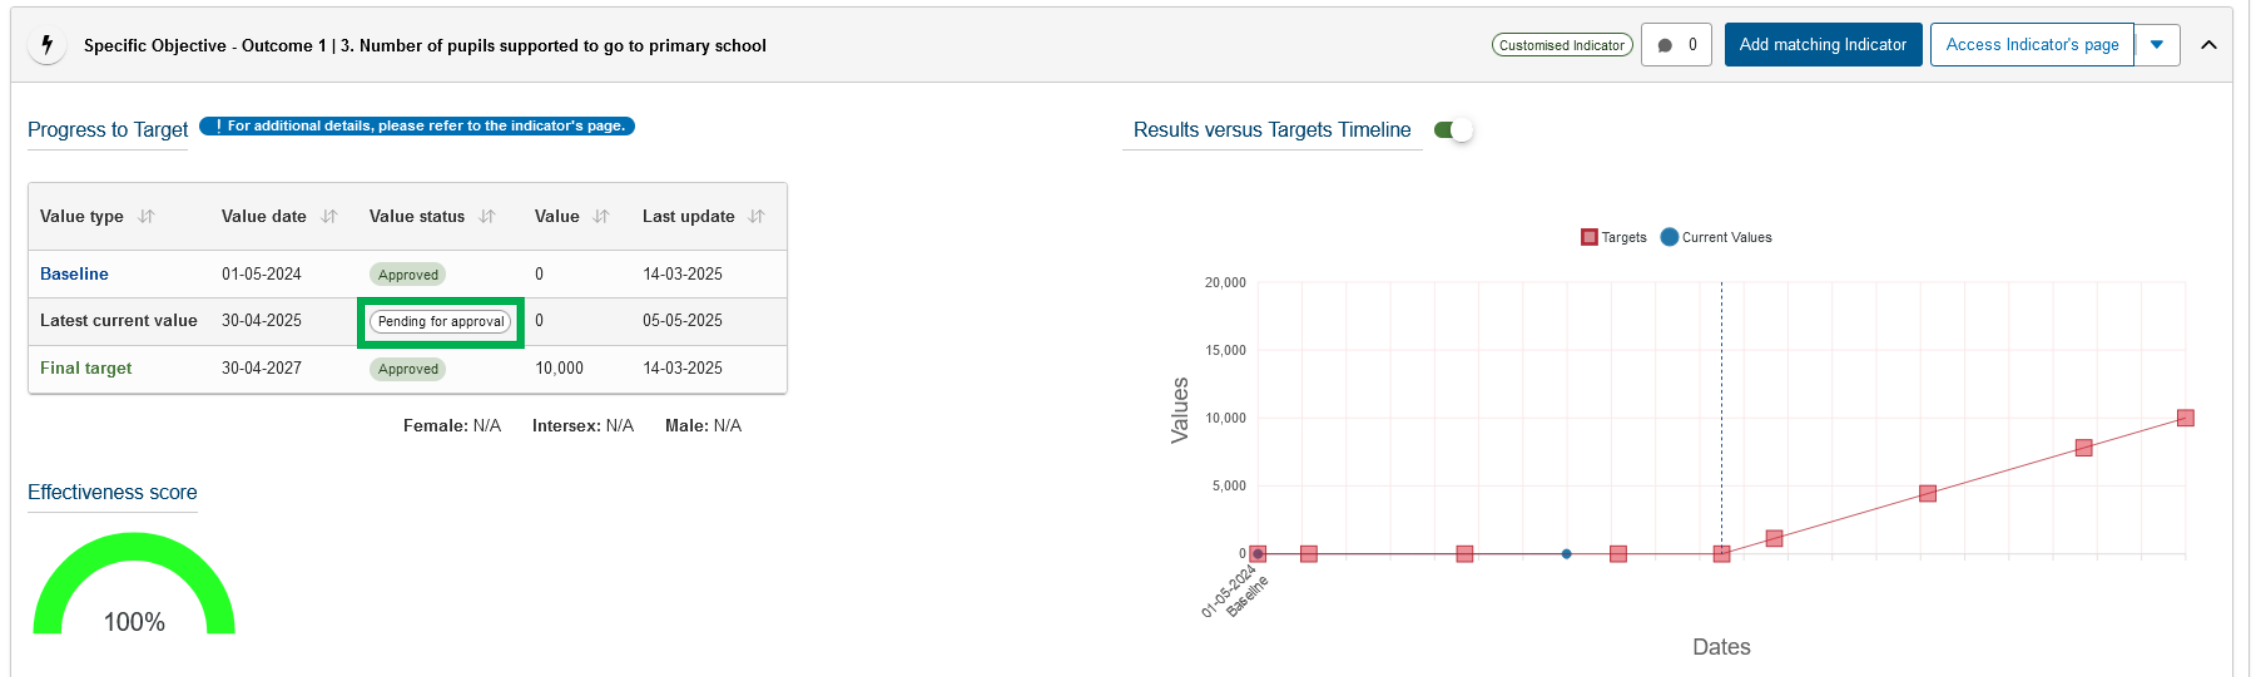 Specific Objective - Outcome 1 | 3. Number of pupils supported to go to primary school
Customised Indicator
0
Add matching Indicator
Access Indicator's page
Progress to Target
! For additional details, please refer to the indicator's page.
Value type Value date Value status Value Last update
Baseline 01-05-2024 Approved 0 14-03-2025
Latest current value 30-04-2025 Pending for approval 0 05-05-2025
Final target 30-04-2027 Approved 10,000 14-03-2025
Female: N/A Intersex: N/A Male: N/A
Effectiveness score
100%
Results versus Targets Timeline
Targets Current Values
20,000
15,000
10,000
5,000
0
Values
01-05-2024
Baseline
Dates